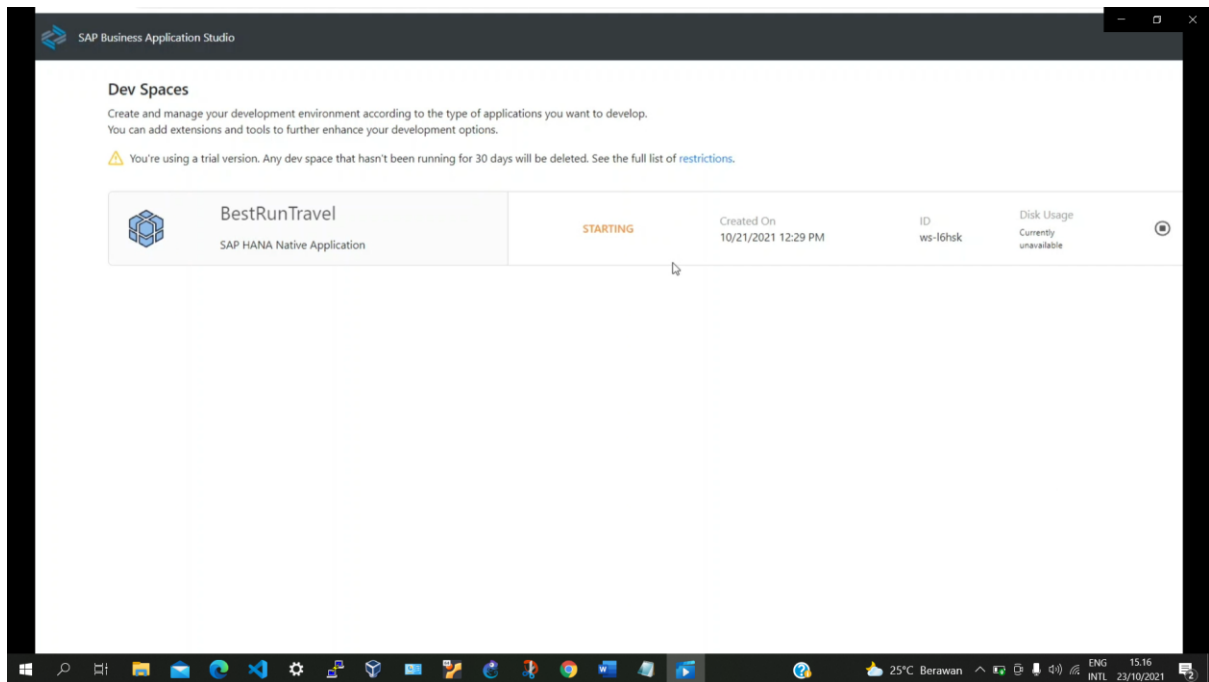 SAP Business Application Studio
Dev Spaces
Create and manage your development environment according to the type of applications you want to develop.
You can add extensions and tools to further enhance your development options.
You're using a trial version. Any dev space that hasn't been running for 30 days will be deleted. See the full list of restrictions.
BestRunTravel
SAP HANA Native Application
STARTING
Created On
10/21/2021 12:29 PM
ID
ws-l6hsk
Disk Usage
Currently
unavailable
25°C Berawan
ENG
INTL
15.16
23/10/2021
2